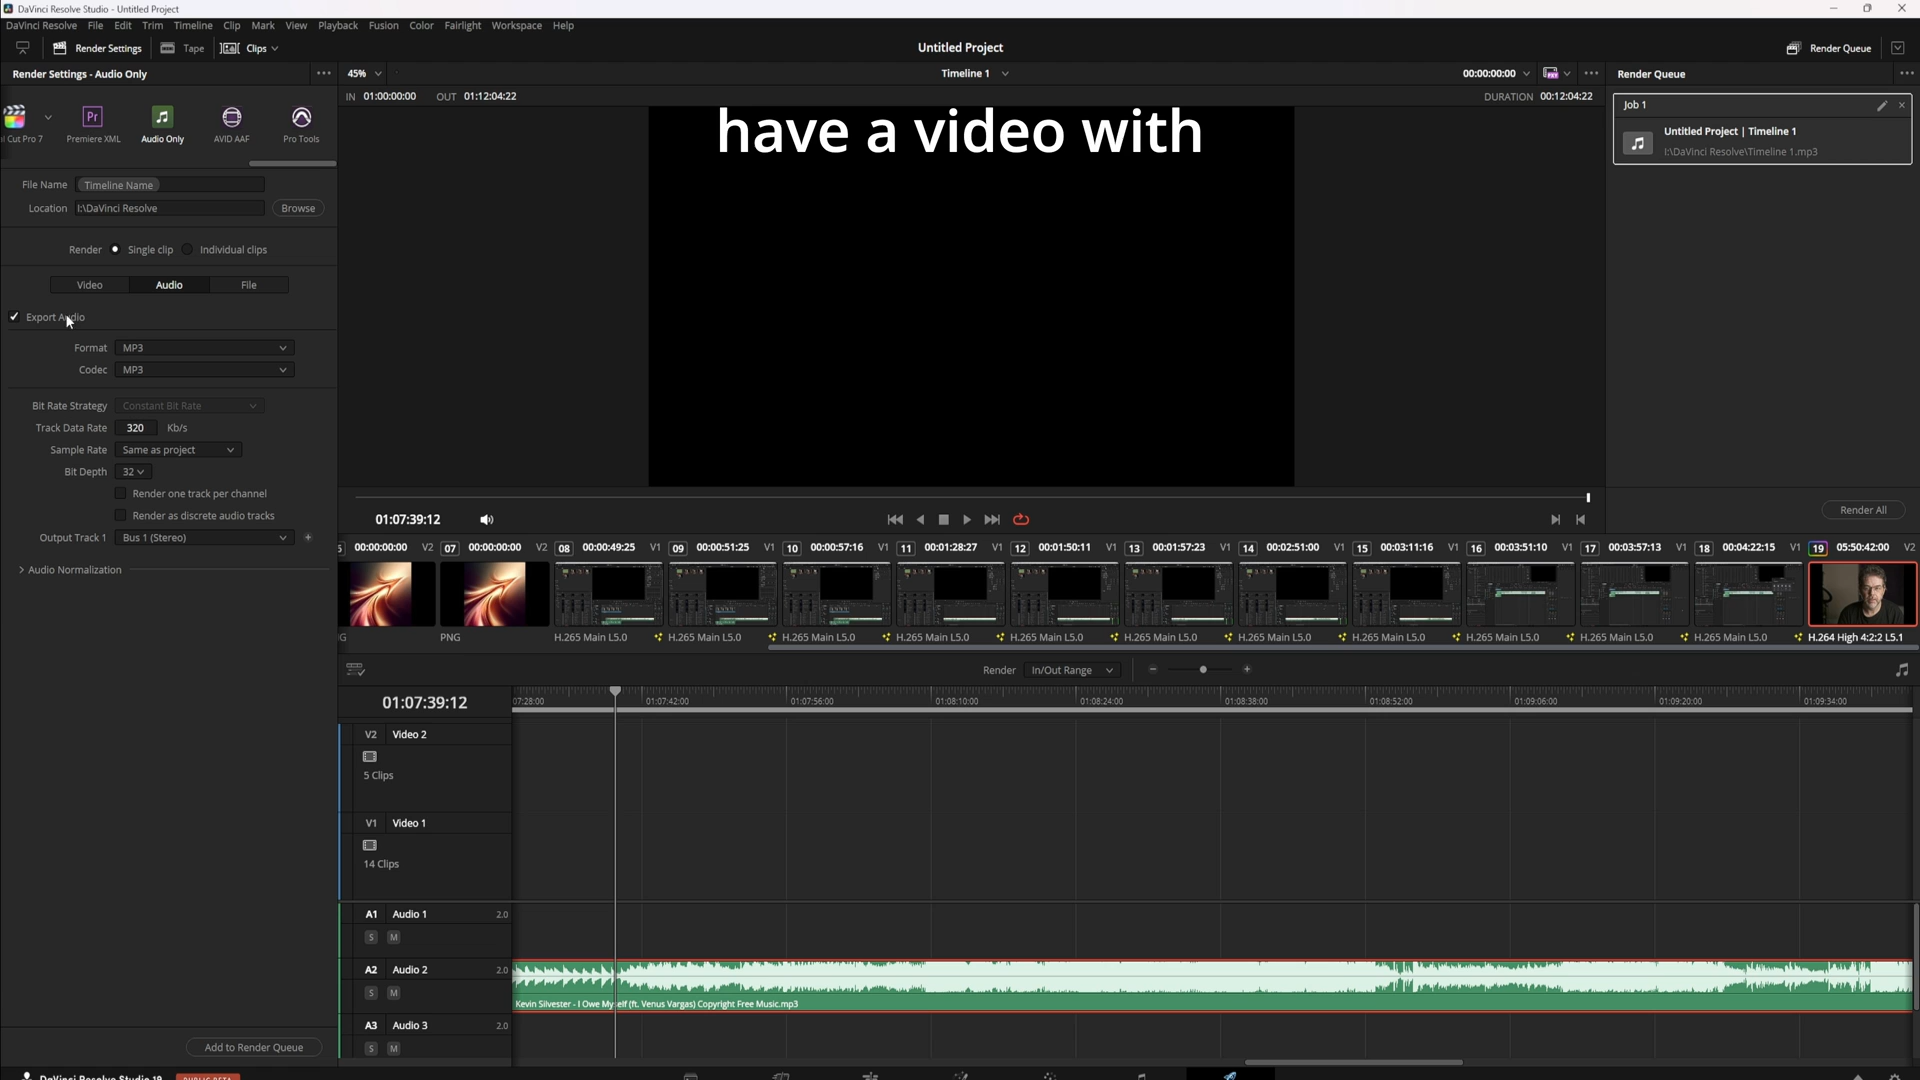 DaVinci Resolve Studio - Untitled Project
DaVinci Resolve File Edit Trim Timeline Clip Mark View Playback Fusion Color Fairlight Workspace Help
Render Settings Tape Clips Untitled Project Render Queue
Render Settings - Audio Only 45% Timeline 1 00:00:00:00 Render Queue
IN 01:00:00:00 OUT 01:12:04:22 DURATION 00:12:04:22
Cut Pro 7 Premiere XML Audio Only AVID AAF Pro Tools
Pr
File Name Timeline Name
Location I:\DaVinci Resolve Browse
Render Single clip Individual clips
Video Audio File
Export Audio
Format MP3
Codec MP3
Bit Rate Strategy Constant Bit Rate
Track Data Rate 320 Kb/s
Sample Rate Same as project
Bit Depth 32
Render one track per channel
Render as discrete audio tracks
Output Track 1 Bus 1 (Stereo)
Audio Normalization
Add to Render Queue
have a video with
Job 1
Untitled Project | Timeline 1
I:\DaVinci Resolve\Timeline 1.mp3
Render All
01:07:39:12
00:00:00:00 V2 07 00:00:00:00 V2 08 00:00:49:25 V1 09 00:00:51:25 V1 10 00:00:57:16 V1 11 00:01:28:27 V1 12 00:01:50:11 V1 13 00:01:57:23 V1 14 00:02:51:00 V1 15 00:03:11:16 V1 16 00:03:51:10 V1 17 00:03:57:13 V1 18 00:04:22:15 V1 19 05:50:42:00 V2
PNG H.265 Main L5.0 H.265 Main L5.0 H.265 Main L5.0 H.265 Main L5.0 H.265 Main L5.0 H.265 Main L5.0 H.265 Main L5.0 H.265 Main L5.0 H.265 Main L5.0 H.265 Main L5.0 H.265 Main L5.0 H.264 High 4:2:2 L5.1
Render In/Out Range
01:07:39:12 07:28:00 01:07:42:00 01:07:56:00 01:08:10:00 01:08:24:00 01:08:38:00 01:08:52:00 01:09:06:00 01:09:20:00 01:09:34:00
V2 Video 2
5 Clips
V1 Video 1
14 Clips
A1 Audio 1 2.0
S M
A2 Audio 2 2.0
S M
Kevin Silvester - I Owe Myself (ft. Venus Vargas) Copyright Free Music.mp3
A3 Audio 3 2.0
S M
DaVinci Resolve Studio 19 PUBLIC BETA